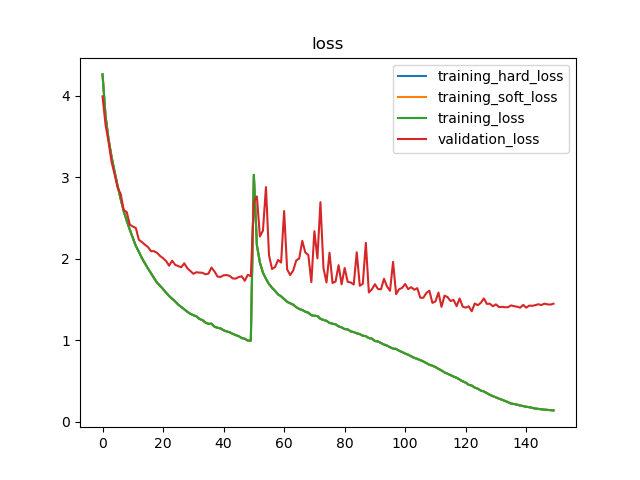 loss
training_hard_loss
training_soft_loss
training_loss
validation_loss
4
3
2
1
0
0 20 40 60 80 100 120 140